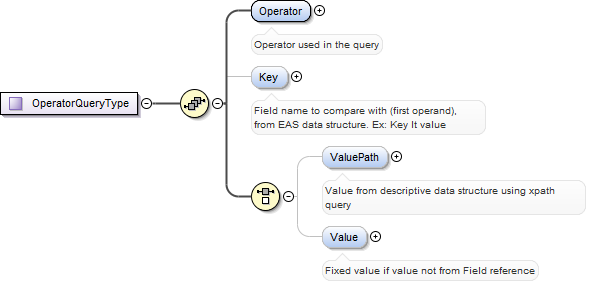 Operator
Operator used in the query
Key
OperatorQueryType
Field name to compare with (first operand),
from EAS data structure. Ex: Key lt value
ValuePath
Value from descriptive data structure using xpath
query
Value
Fixed value if value not from Field reference